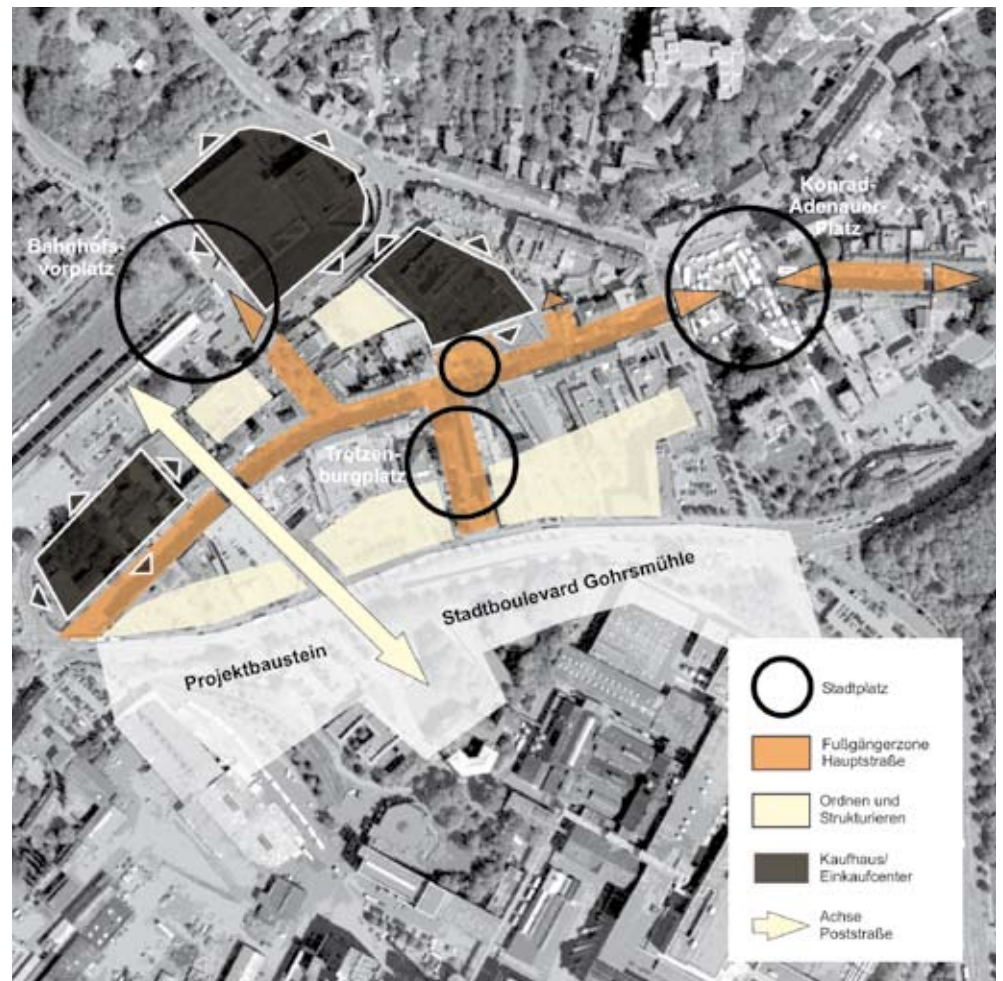 Konrad-
Adenauer-
Platz
Bahnhofs-
vorplatz
Trotzen-
burgplatz
Stadtboulevard Gohrsmühle
Projektbaustein
Stadtplatz
Fußgängerzone
Hauptstraße
Ordnen und
Strukturieren
Kaufhaus/
Einkaufcenter
Achse
Poststraße